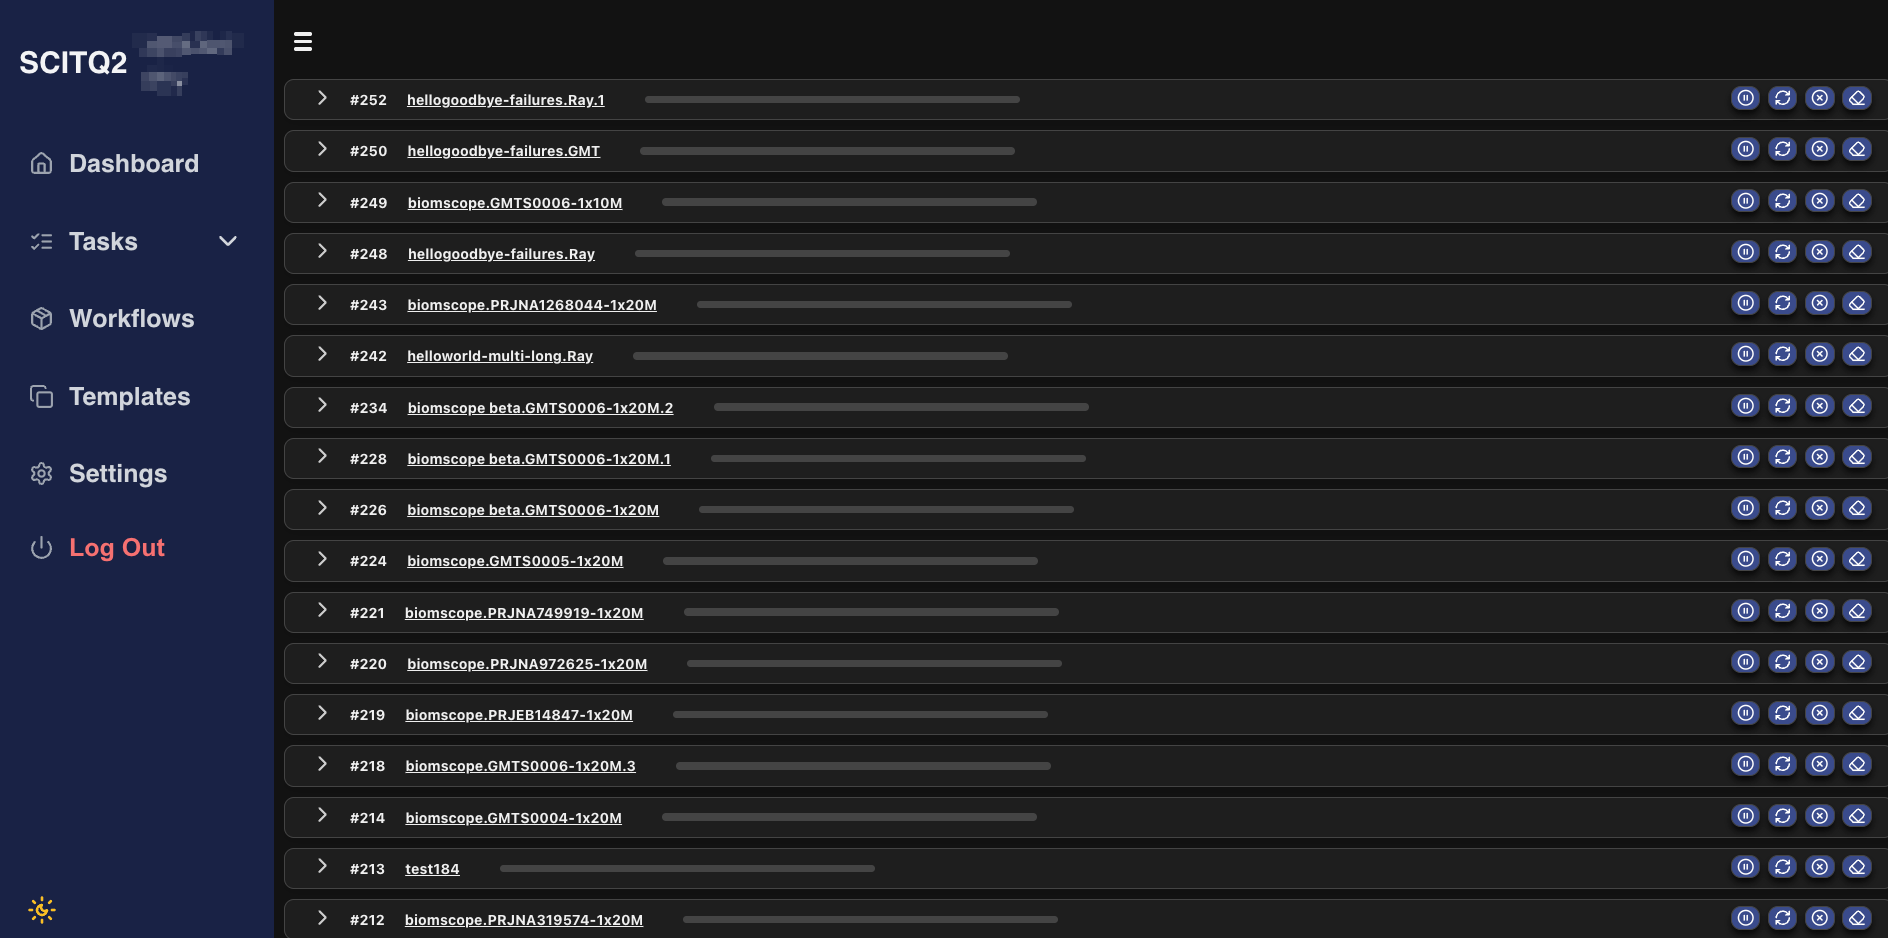 SCITQ2
Dashboard
Tasks
Workflows
Templates
Settings
Log Out
#252 hellogoodbye-failures.Ray.1
#250 hellogoodbye-failures.GMT
#249 biomscope.GMTS0006-1x10M
#248 hellogoodbye-failures.Ray
#243 biomscope.PRJNA1268044-1x20M
#242 helloworld-multi-long.Ray
#234 biomscope beta.GMTS0006-1x20M.2
#228 biomscope beta.GMTS0006-1x20M.1
#226 biomscope beta.GMTS0006-1x20M
#224 biomscope.GMTS0005-1x20M
#221 biomscope.PRJNA749919-1x20M
#220 biomscope.PRJNA972625-1x20M
#219 biomscope.PRJEB14847-1x20M
#218 biomscope.GMTS0006-1x20M.3
#214 biomscope.GMTS0004-1x20M
#213 test184
#212 biomscope.PRJNA319574-1x20M